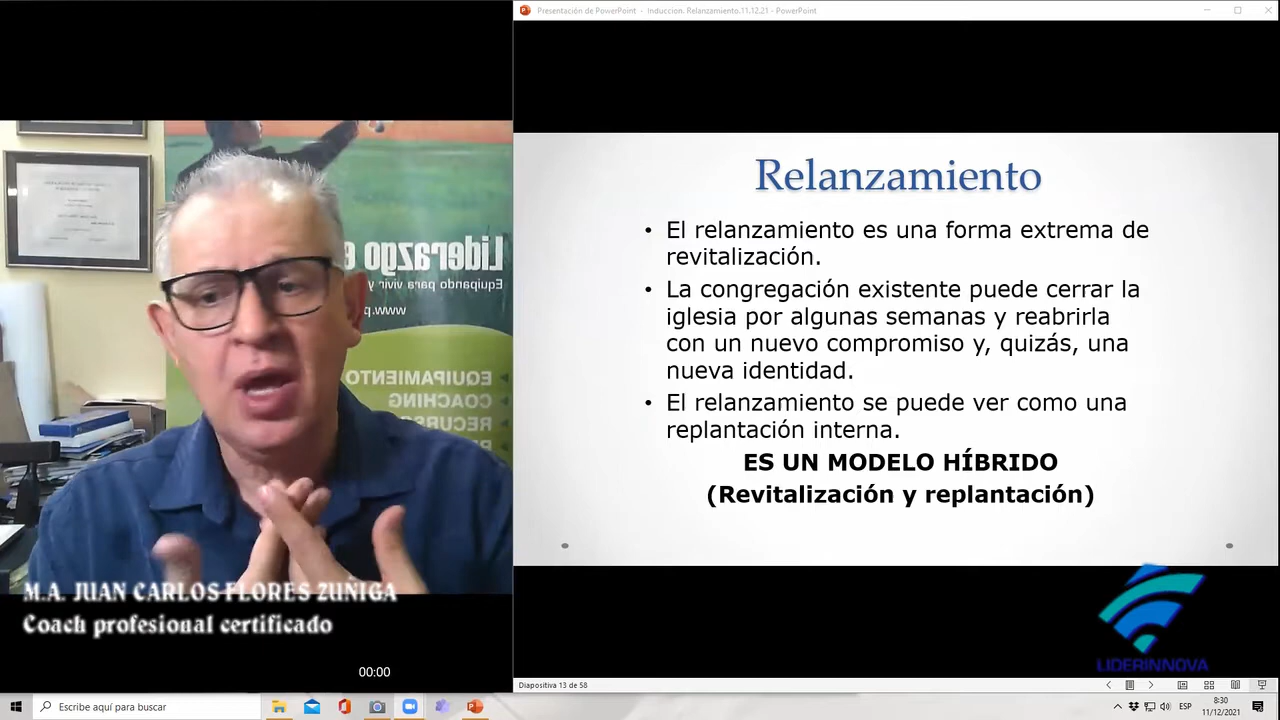 Presentación de PowerPoint - Induccion. Relanzamiento.11.12.21 - PowerPoint
Liderazgo e
Equipando para vivir y
www.p
EQUIPAMIENTO
COACHING
RECURSO
M.A. JUAN CARLOS FLORES ZUÑIGA
Coach profesional certificado
00:00
Relanzamiento
• El relanzamiento es una forma extrema de
revitalización.
• La congregación existente puede cerrar la
iglesia por algunas semanas y reabrirla
con un nuevo compromiso y, quizás, una
nueva identidad.
• El relanzamiento se puede ver como una
replantación interna.
ES UN MODELO HÍBRIDO
(Revitalización y replantación)
LIDERINNOVA
Diapositiva 13 de 58
Escribe aquí para buscar
ESP
8:30
11/12/2021